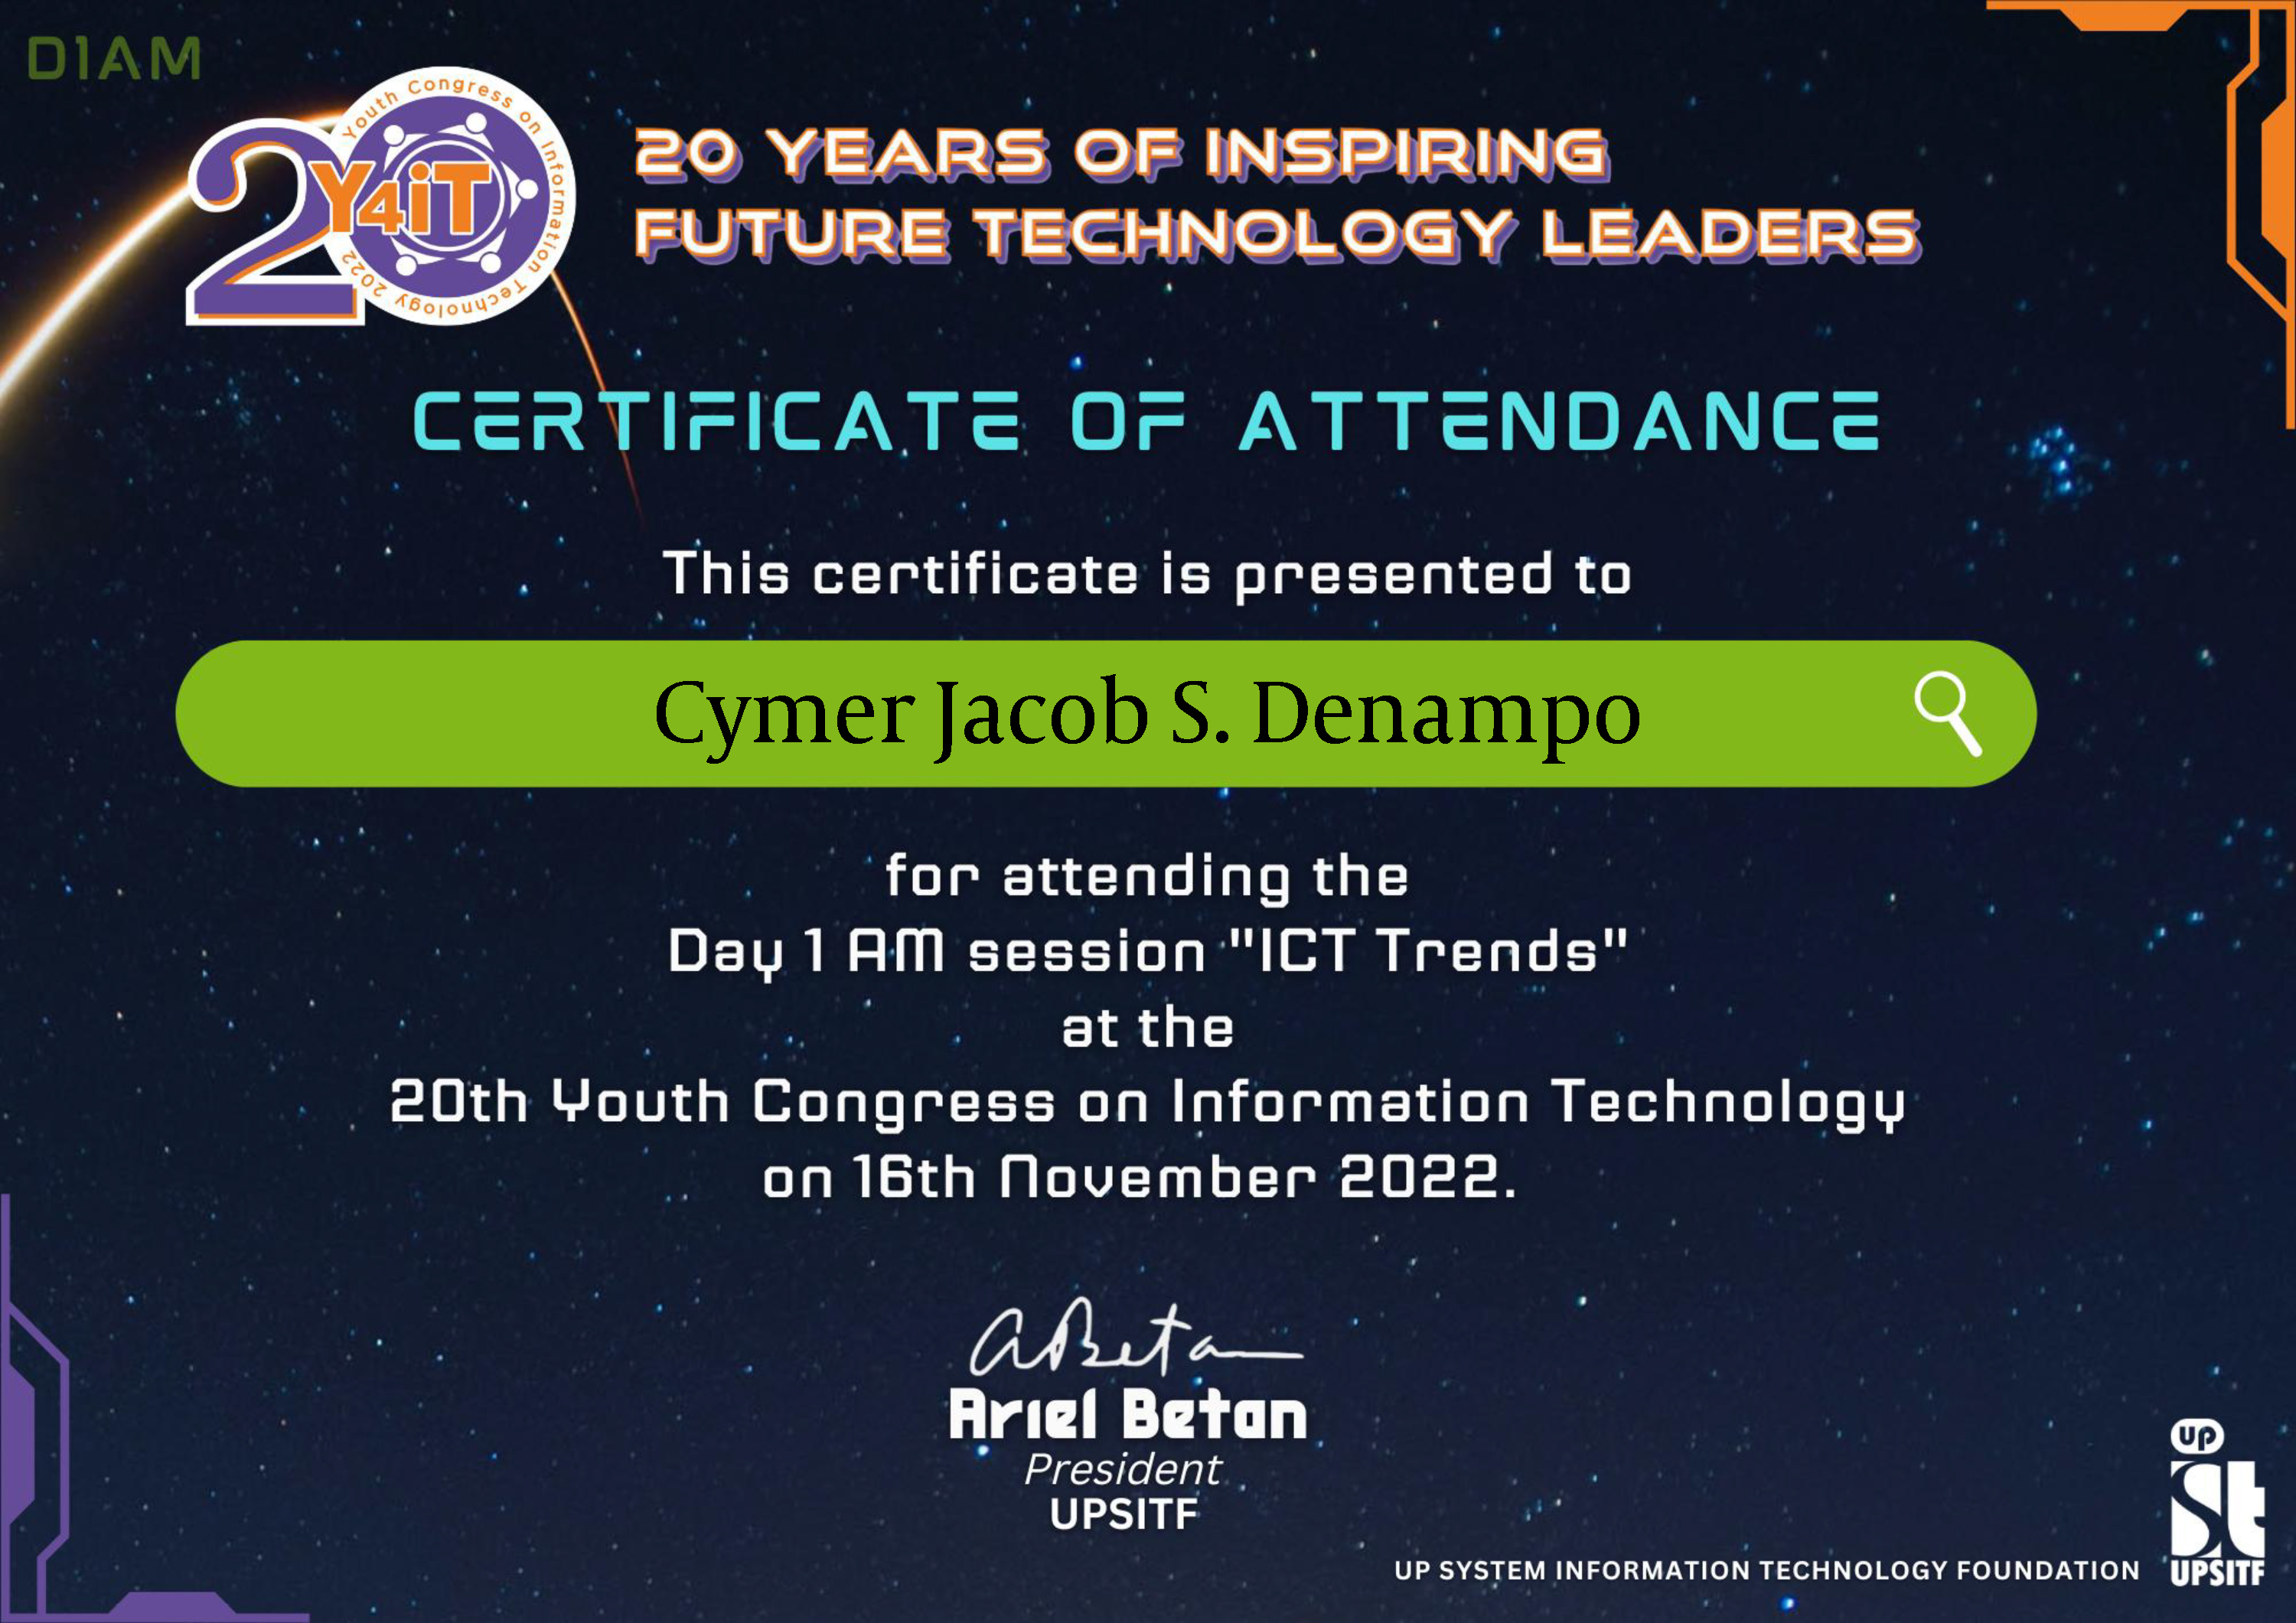 D1AM
Youth Congress on Information Technology 2022
2
Y4iT
20 YEARS OF INSPIRING
FUTURE TECHNOLOGY LEADERS
CERTIFICATE OF ATTENDANCE
This certificate is presented to
Cymer Jacob S. Denampo
for attending the
Day 1 AM session "ICT Trends"
at the
20th Youth Congress on Information Technology
on 16th November 2022.
aBetan
Ariel Betan
President
UPSITF
UP
st
UPSITF
UP SYSTEM INFORMATION TECHNOLOGY FOUNDATION